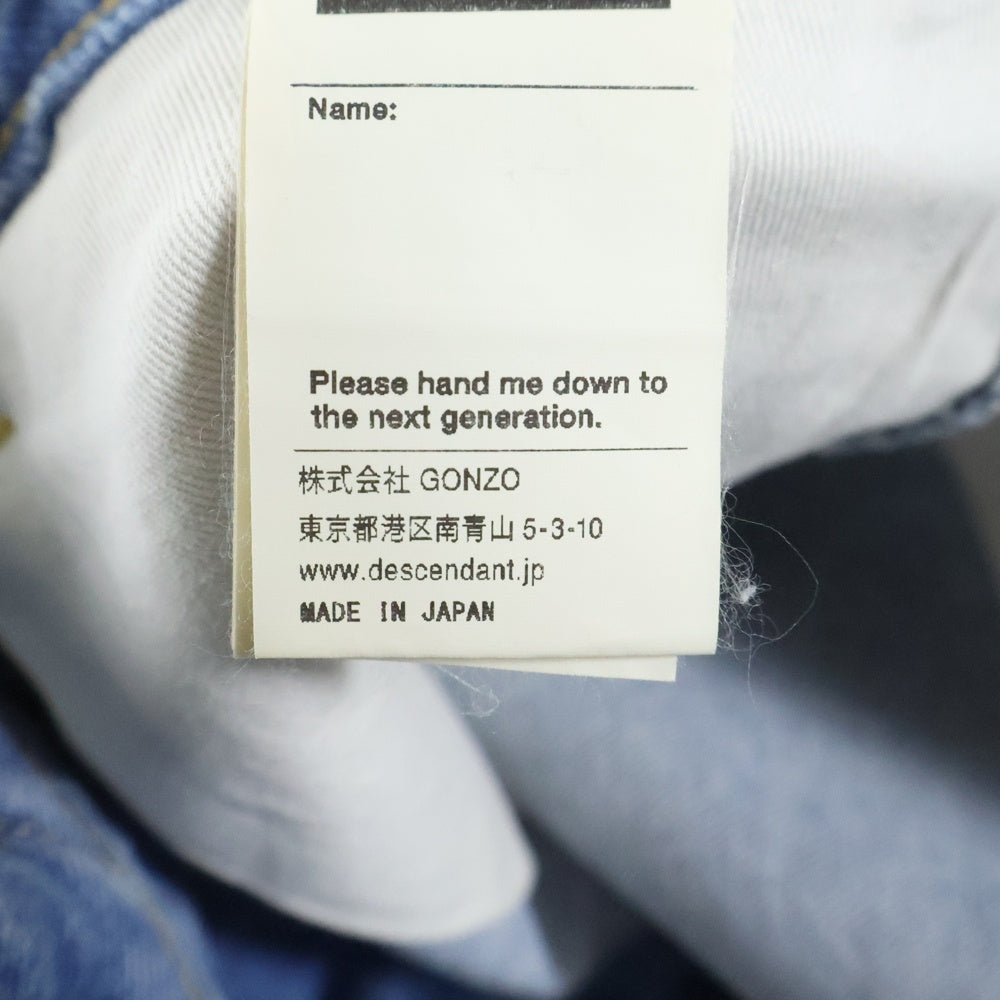 Name:
Please hand me down to
the next generation.
株式会社 GONZO
東京都港区南青山 5-3-10
www.descendant.jp
MADE IN JAPAN